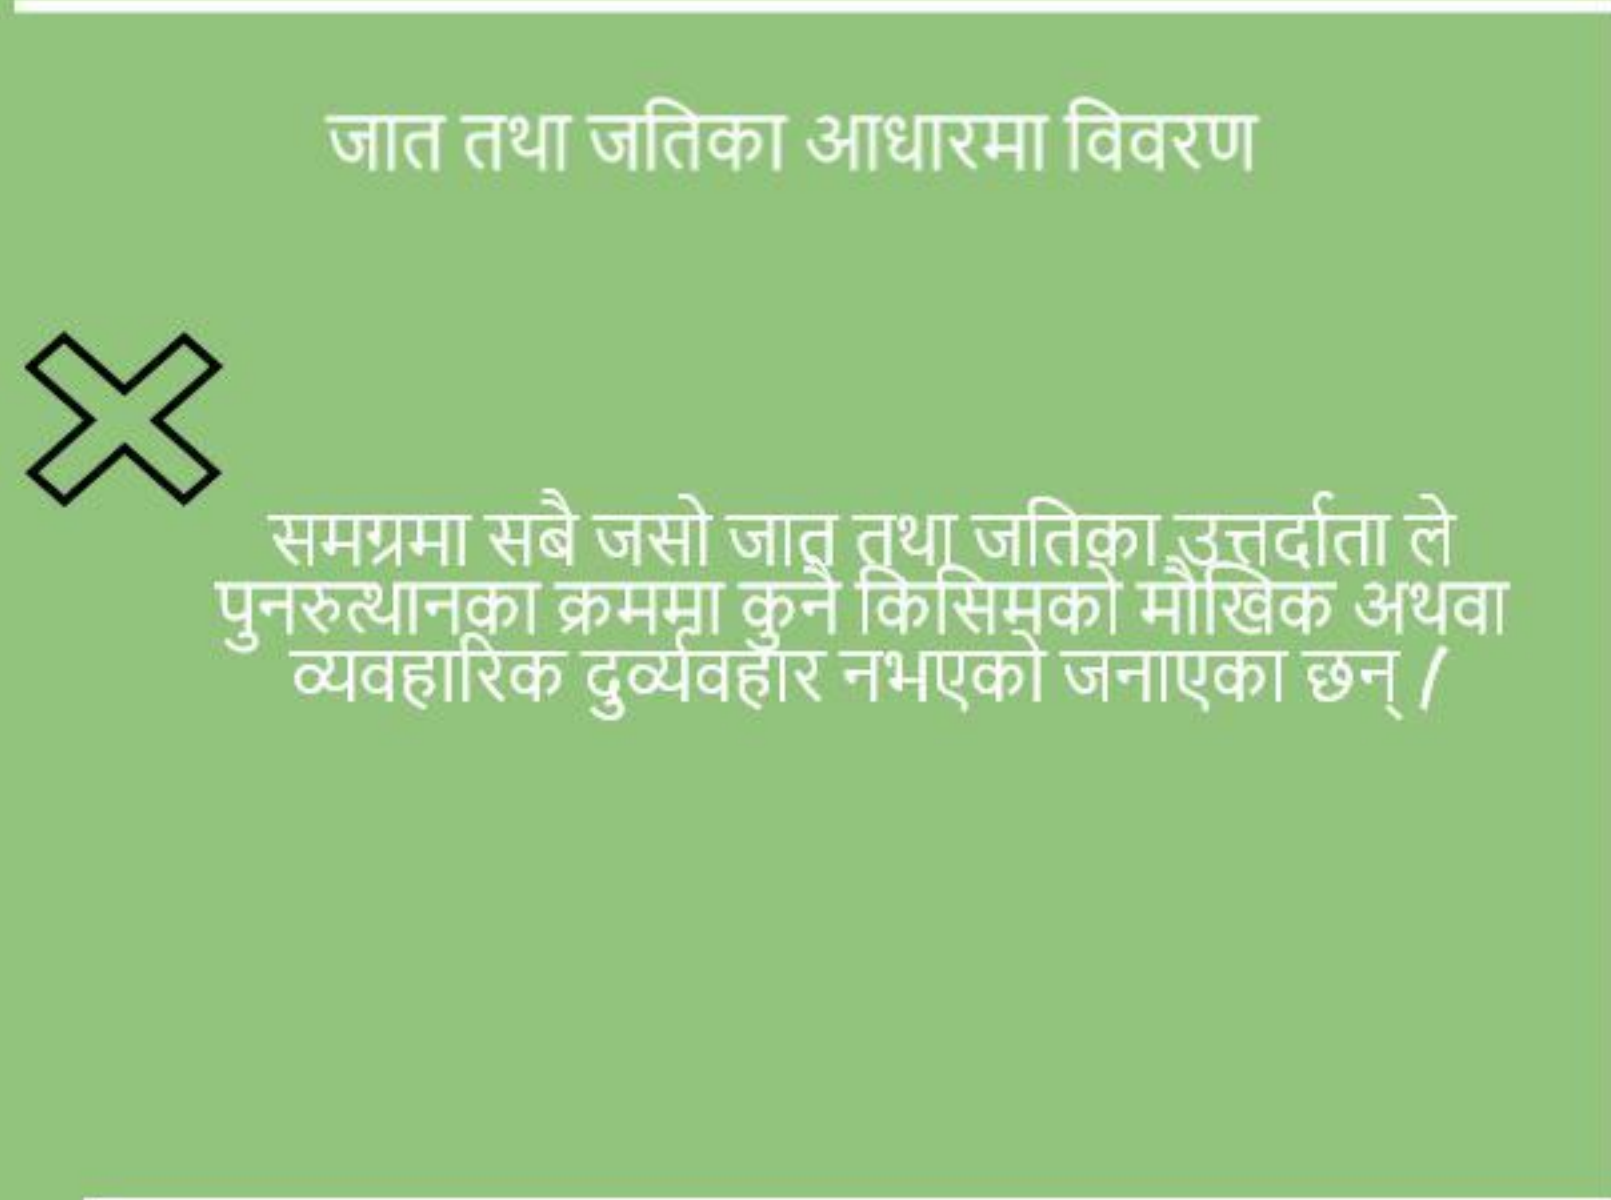 जात तथा जतिका आधारमा विवरण
समग्रमा सबै जसो जात तथा जतिका उत्तर्दाता ले
पुनरुत्थानका क्रममा कुनै किसिमको मौखिक अथवा
व्यवहारिक दुर्व्यवहार नभएको जनाएका छन् /